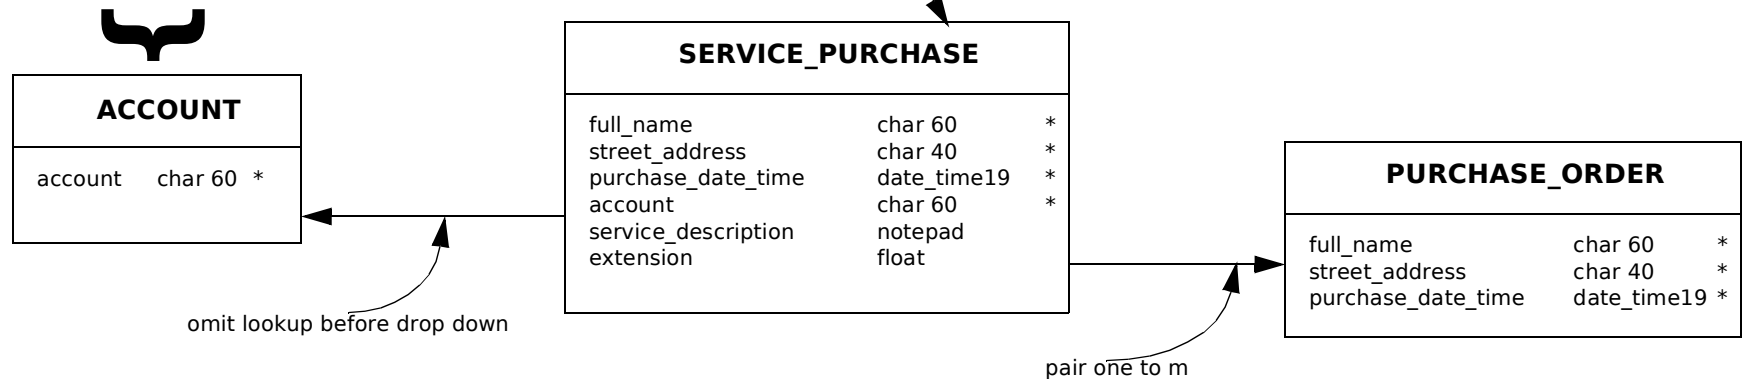 ACCOUNT
account char 60 *
SERVICE_PURCHASE
full_name char 60 *
street_address char 40 *
purchase_date_time date_time19 *
account char 60 *
service_description notepad
extension float
PURCHASE_ORDER
full_name char 60 *
street_address char 40 *
purchase_date_time date_time19 *
omit lookup before drop down
pair one to m